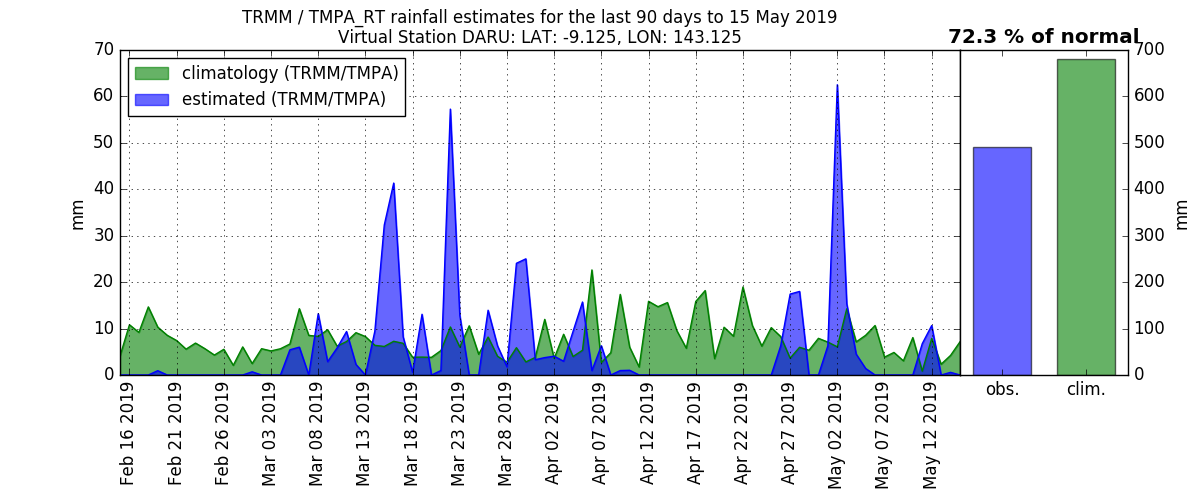 TRMM / TMPA_RT rainfall estimates for the last 90 days to 15 May 2019
Virtual Station DARU: LAT: -9.125, LON: 143.125
72.3 % of normal
climatology (TRMM/TMPA)
estimated (TRMM/TMPA)
70
60
50
40
30
20
10
0
mm
Feb 16 2019
Feb 21 2019
Feb 26 2019
Mar 03 2019
Mar 08 2019
Mar 13 2019
Mar 18 2019
Mar 23 2019
Mar 28 2019
Apr 02 2019
Apr 07 2019
Apr 12 2019
Apr 17 2019
Apr 22 2019
Apr 27 2019
May 02 2019
May 07 2019
May 12 2019
obs.
clim.
700
600
500
400
300
200
100
0
mm